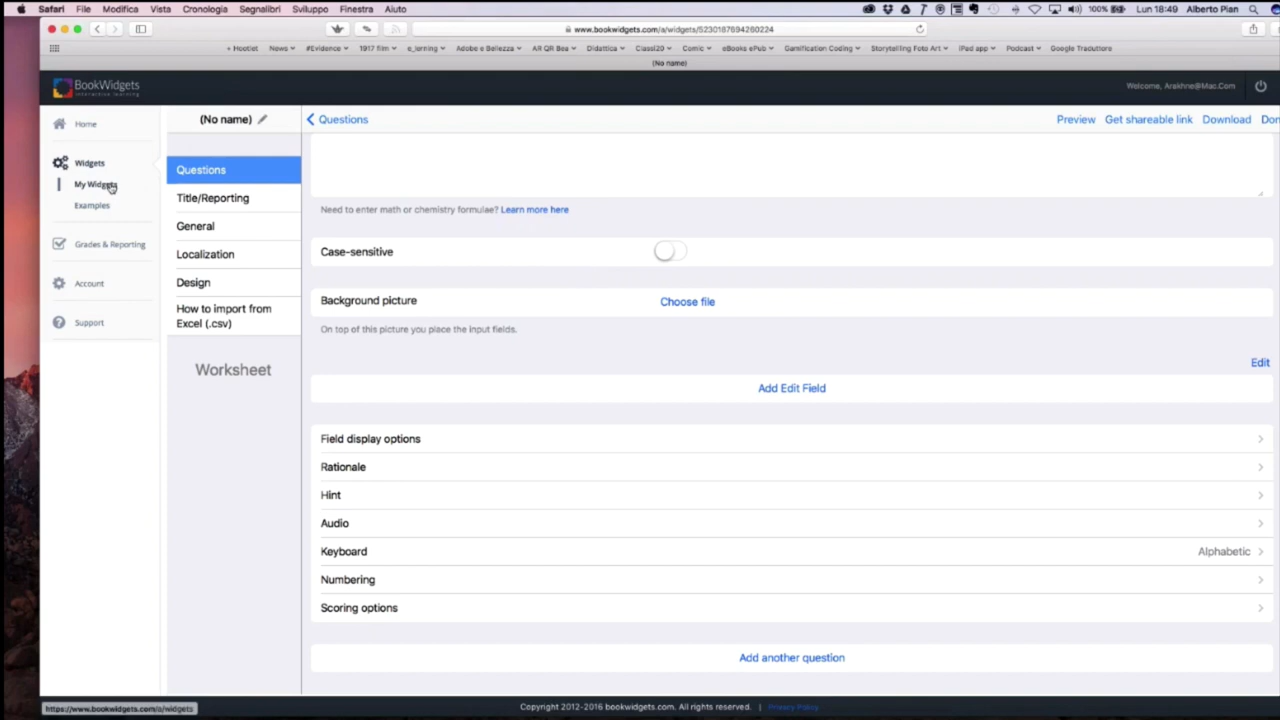 Safari File Modifica Vista Cronologia Segnalibri Sviluppo Finestra Aiuto 100% Lun 18:49 Alberto Pian
www.bookwidgets.com/a/widgets/5230187694260224
+ Hootlet News #Evidence 1917 film e_lerning Adobe e Bellezza AR QR Bea Didattica Classi20 Comic eBooks ePub Gamification Coding Storytelling Foto Art iPad app Podcast Google Traduttore
(No name)
BookWidgets
interactive learning
Welcome, Arakhne@Mac.Com
Home
Widgets
My Widgets
Examples
Grades & Reporting
Account
Support
(No name)
Questions
Title/Reporting
General
Localization
Design
How to import from
Excel (.csv)
Worksheet
Questions
Preview Get shareable link Download Don
Need to enter math or chemistry formulae? Learn more here
Case-sensitive
Background picture Choose file
On top of this picture you place the input fields.
Edit
Add Edit Field
Field display options
Rationale
Hint
Audio
Keyboard Alphabetic
Numbering
Scoring options
Add another question
https://www.bookwidgets.com/a/widgets
Copyright 2012-2016 bookwidgets.com. All rights reserved. | Privacy Policy